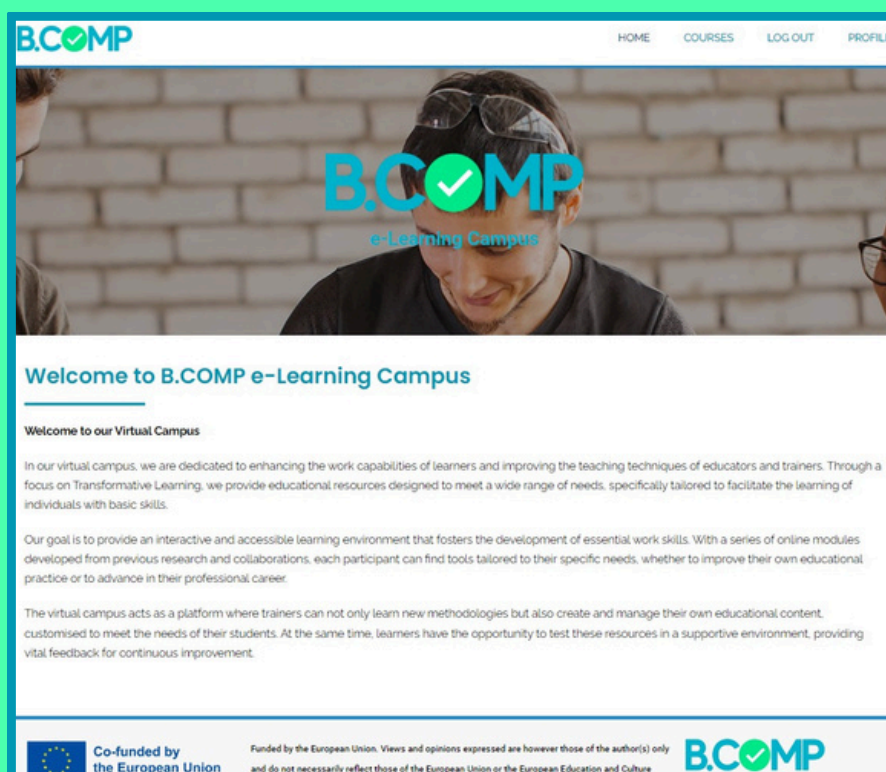 B.COMP
HOME COURSES LOG OUT PROFILE
B.COMP
e-Learning Campus
Welcome to B.COMP e-Learning Campus
Welcome to our Virtual Campus
In our virtual campus, we are dedicated to enhancing the work capabilities of learners and improving the teaching techniques of educators and trainers. Through a
focus on Transformative Learning, we provide educational resources designed to meet a wide range of needs, specifically tailored to facilitate the learning of
individuals with basic skills.
Our goal is to provide an interactive and accessible learning environment that fosters the development of essential work skills. With a series of online modules
developed from previous research and collaborations, each participant can find tools tailored to their specific needs, whether to improve their own educational
practice or to advance in their professional career.
The virtual campus acts as a platform where trainers can not only learn new methodologies but also create and manage their own educational content,
customised to meet the needs of their students. At the same time, learners have the opportunity to test these resources in a supportive environment, providing
vital feedback for continuous improvement.
Co-funded by
the European Union
Funded by the European Union. Views and opinions expressed are however those of the author(s) only
and do not necessarily reflect those of the European Union or the European Education and Culture
B.COMP